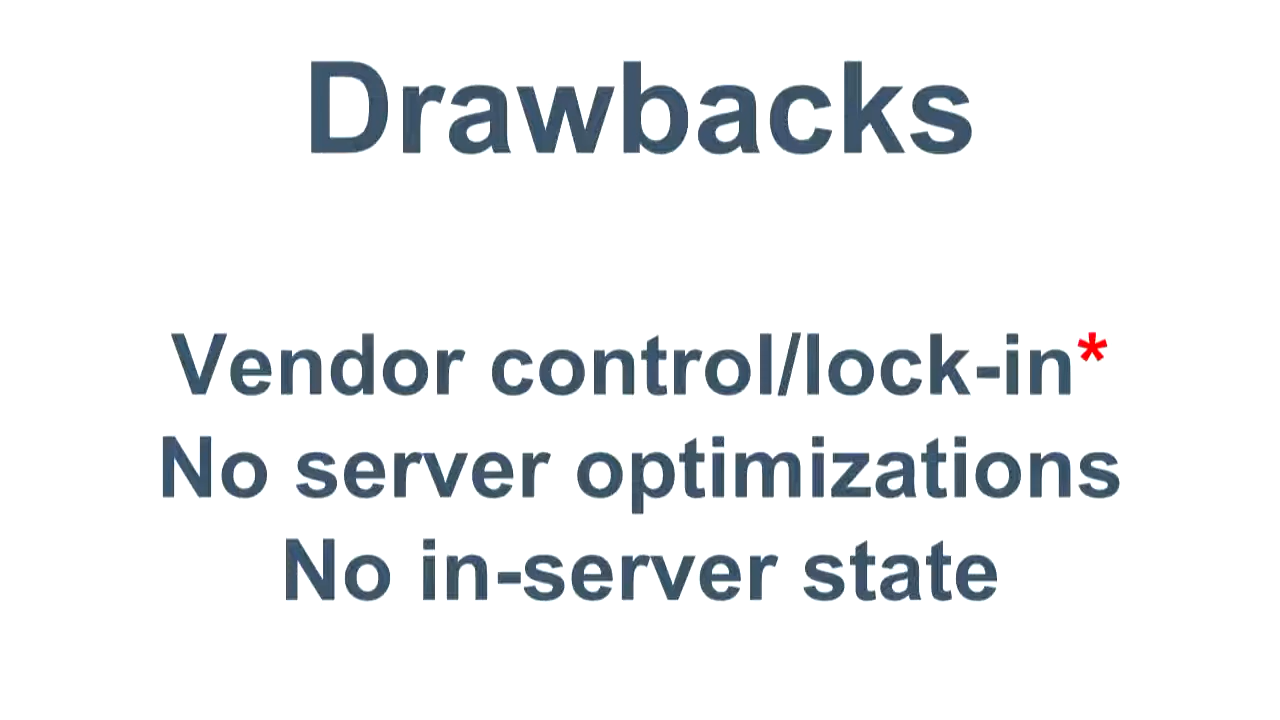 Drawbacks
Vendor control/lock-in*
No server optimizations
No in-server state